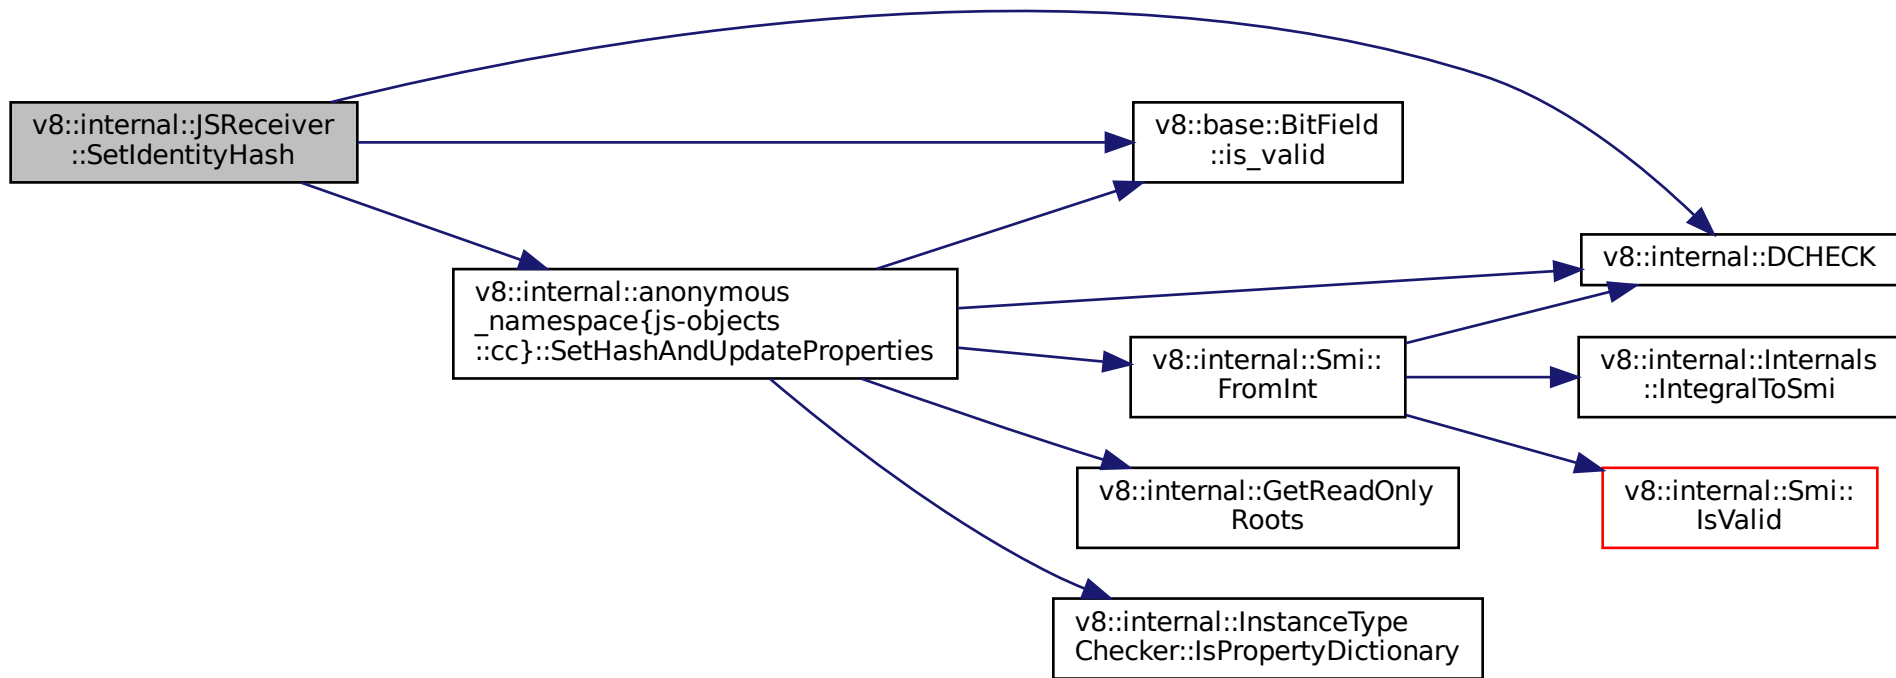 v8::internal::JSReceiver
::SetIdentityHash
v8::base::BitField
::is_valid
v8::internal::DCHECK
v8::internal::anonymous
_namespace{js-objects
::cc}::SetHashAndUpdateProperties
v8::internal::Smi::
FromInt
v8::internal::Internals
::IntegralToSmi
v8::internal::GetReadOnly
Roots
v8::internal::Smi::
IsValid
v8::internal::InstanceType
Checker::IsPropertyDictionary